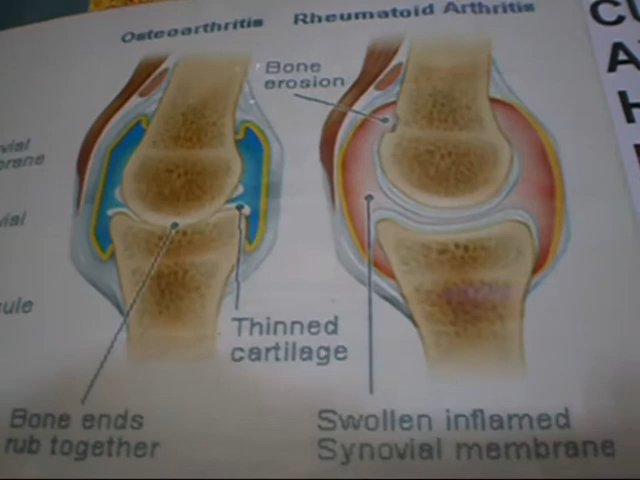 Osteoarthritis
Rheumatoid Arthritis
Bone
erosion
Thinned
cartilage
Bone ends
rub together
Swollen inflamed
Synovial membrane